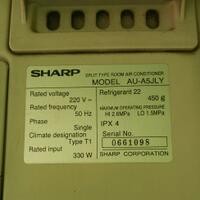 SHARP SPLIT TYPE ROOM AIR CONDITIONER
MODEL AU-A5JLY
Rated voltage
220 V ~
Rated frequency
50 Hz
Phase
Single
Climate designation
Type T1
Rated input
330 W
Refrigerant 22
450 g
MAXIMUM OPERATING PRESSURE
HI 2.6MPa LO 1.5MPa
IPX 4
Serial No.
0661098
SHARP CORPORATION